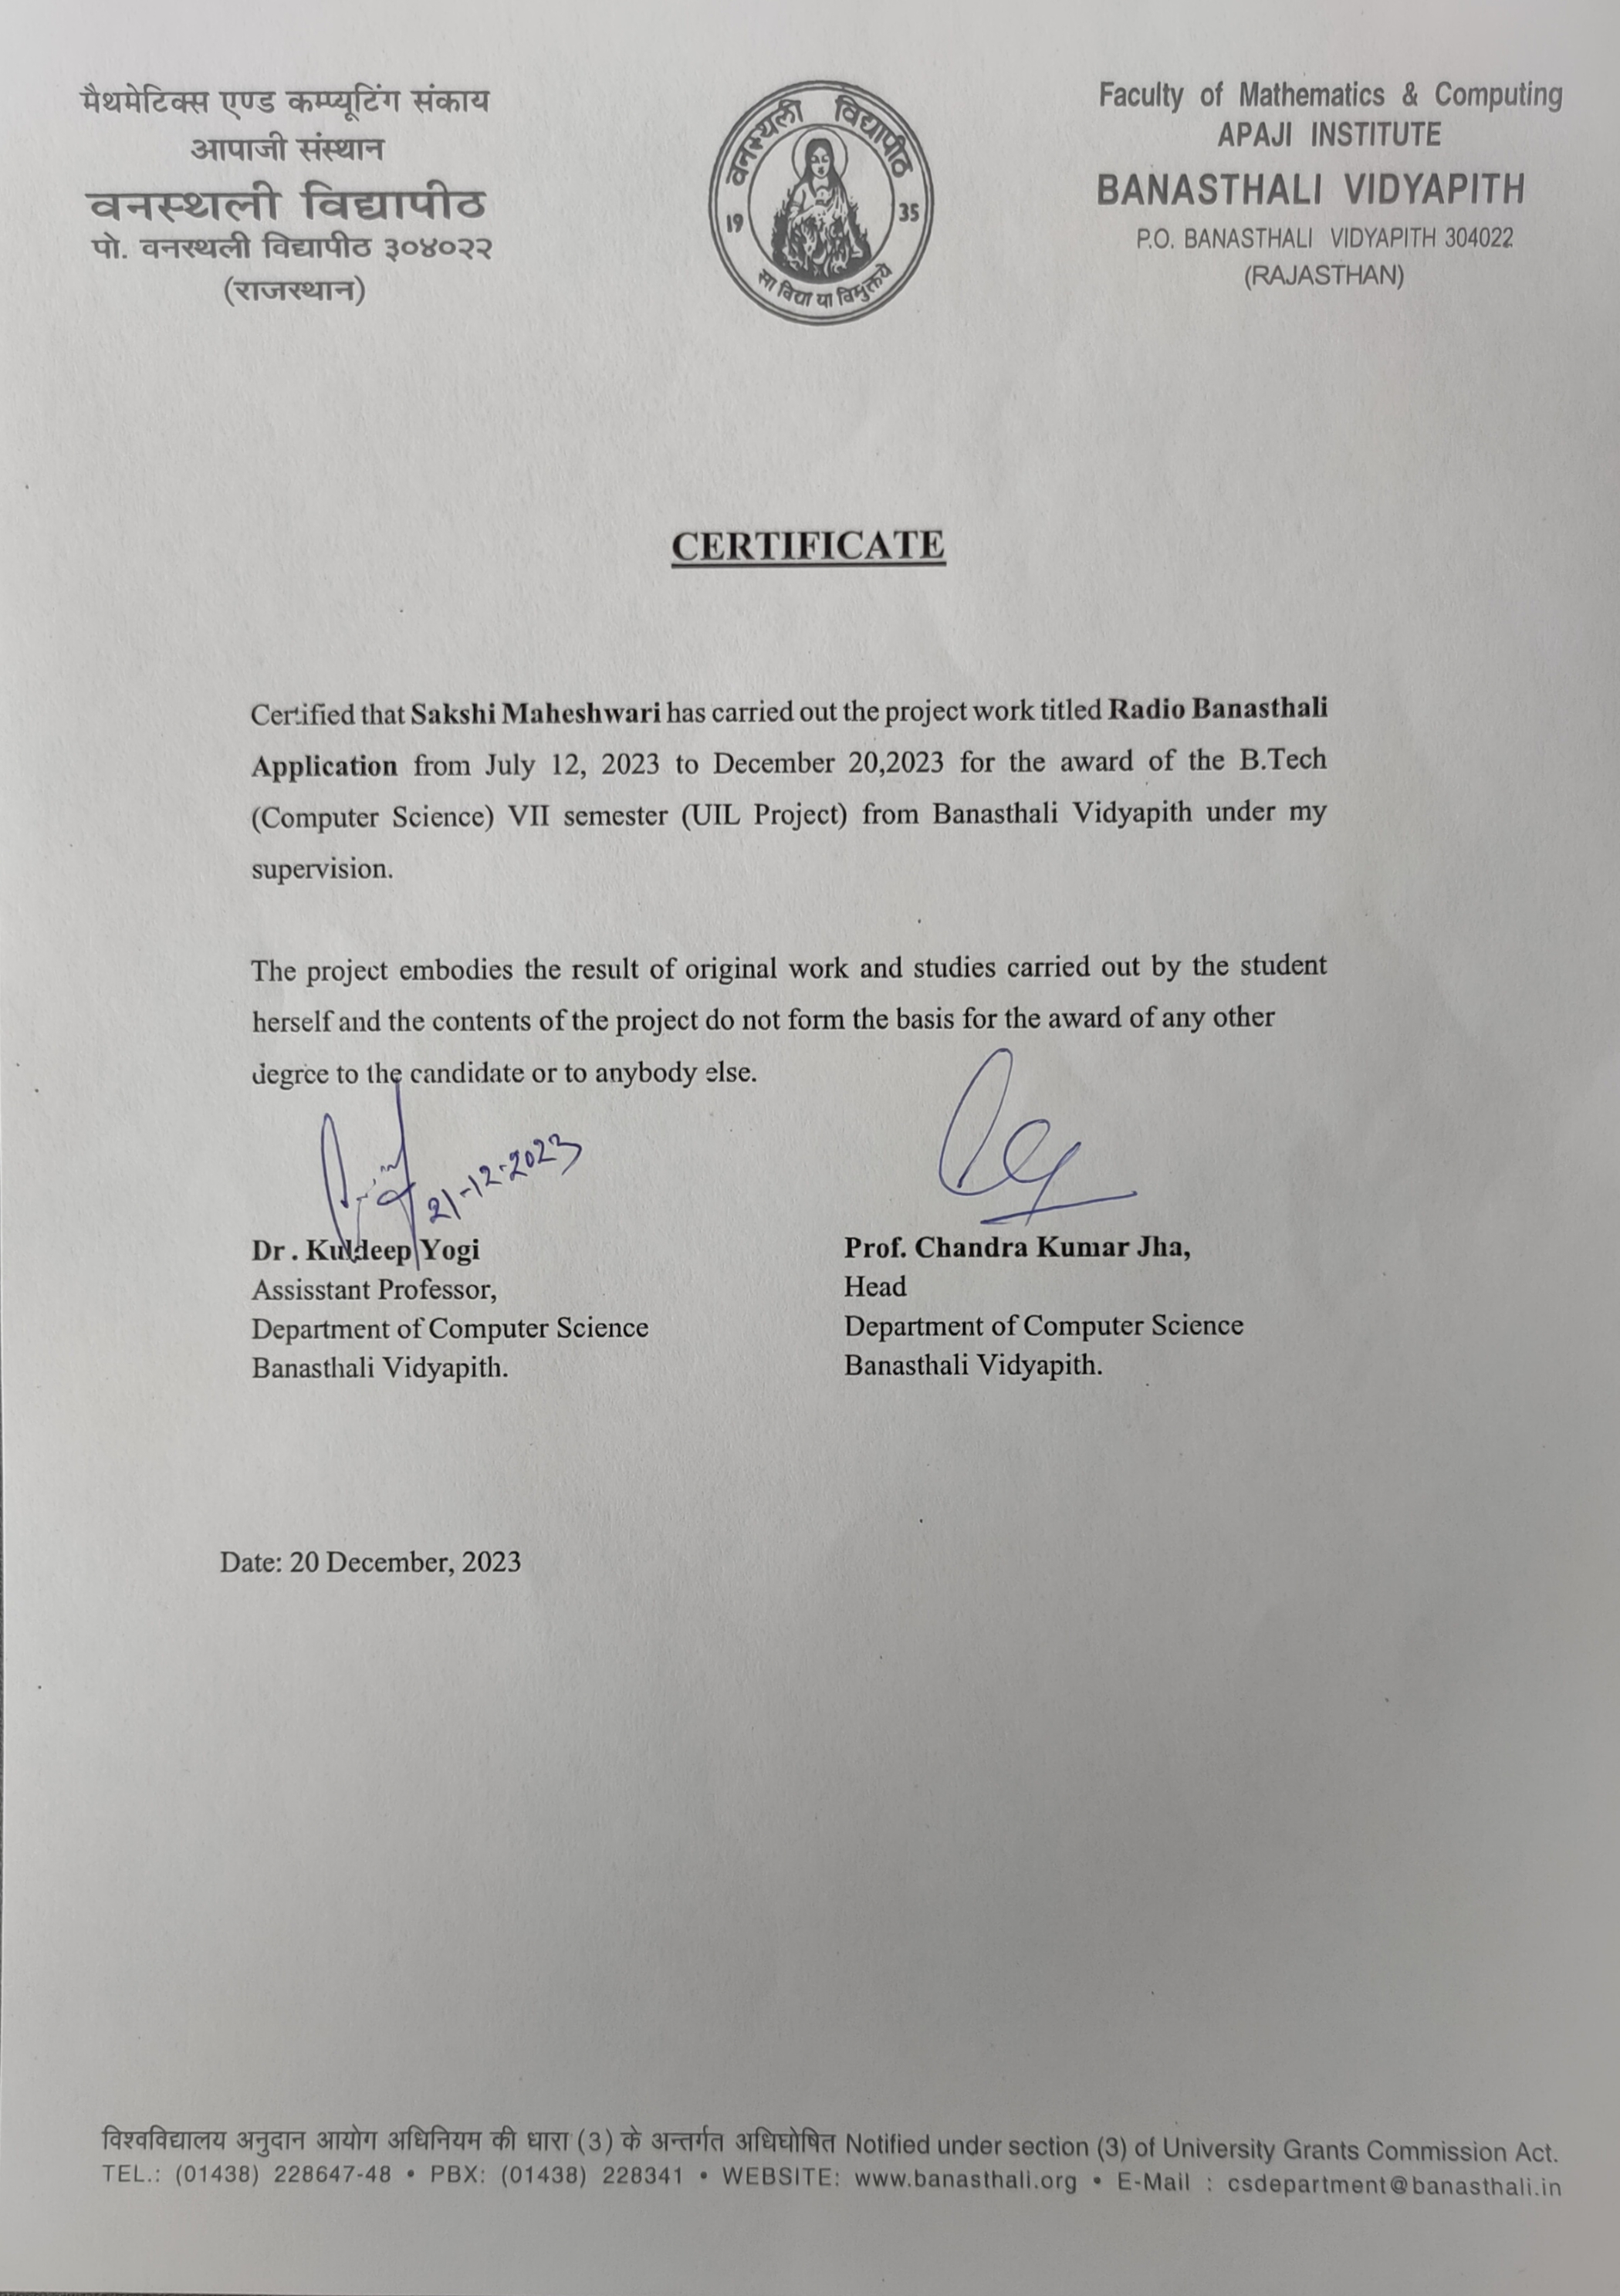 मैथमेटिक्स एण्ड कम्प्यूटिंग संकाय
आपाजी संस्थान
वनस्थली विद्यापीठ
पो. वनस्थली विद्यापीठ ३०४०२२
(राजस्थान)
वनस्थली विद्यापीठ
19 35
सा विद्या या विमुक्तये
Faculty of Mathematics & Computing
APAJI INSTITUTE
BANASTHALI VIDYAPITH
P.O. BANASTHALI VIDYAPITH 304022
(RAJASTHAN)
CERTIFICATE
Certified that Sakshi Maheshwari has carried out the project work titled Radio Banasthali
Application from July 12, 2023 to December 20,2023 for the award of the B.Tech
(Computer Science) VII semester (UIL Project) from Banasthali Vidyapith under my
supervision.
The project embodies the result of original work and studies carried out by the student
herself and the contents of the project do not form the basis for the award of any other
degree to the candidate or to anybody else.
21-12-2023
Dr. Kuldeep Yogi
Assisstant Professor,
Department of Computer Science
Banasthali Vidyapith.
Prof. Chandra Kumar Jha,
Head
Department of Computer Science
Banasthali Vidyapith.
Date: 20 December, 2023
विश्वविद्यालय अनुदान आयोग अधिनियम की धारा (3) के अन्तर्गत अधिघोषित Notified under section (3) of University Grants Commission Act.
TEL.: (01438) 228647-48 • PBX: (01438) 228341 • WEBSITE: www.banasthali.org • E-Mail : csdepartment@banasthali.in